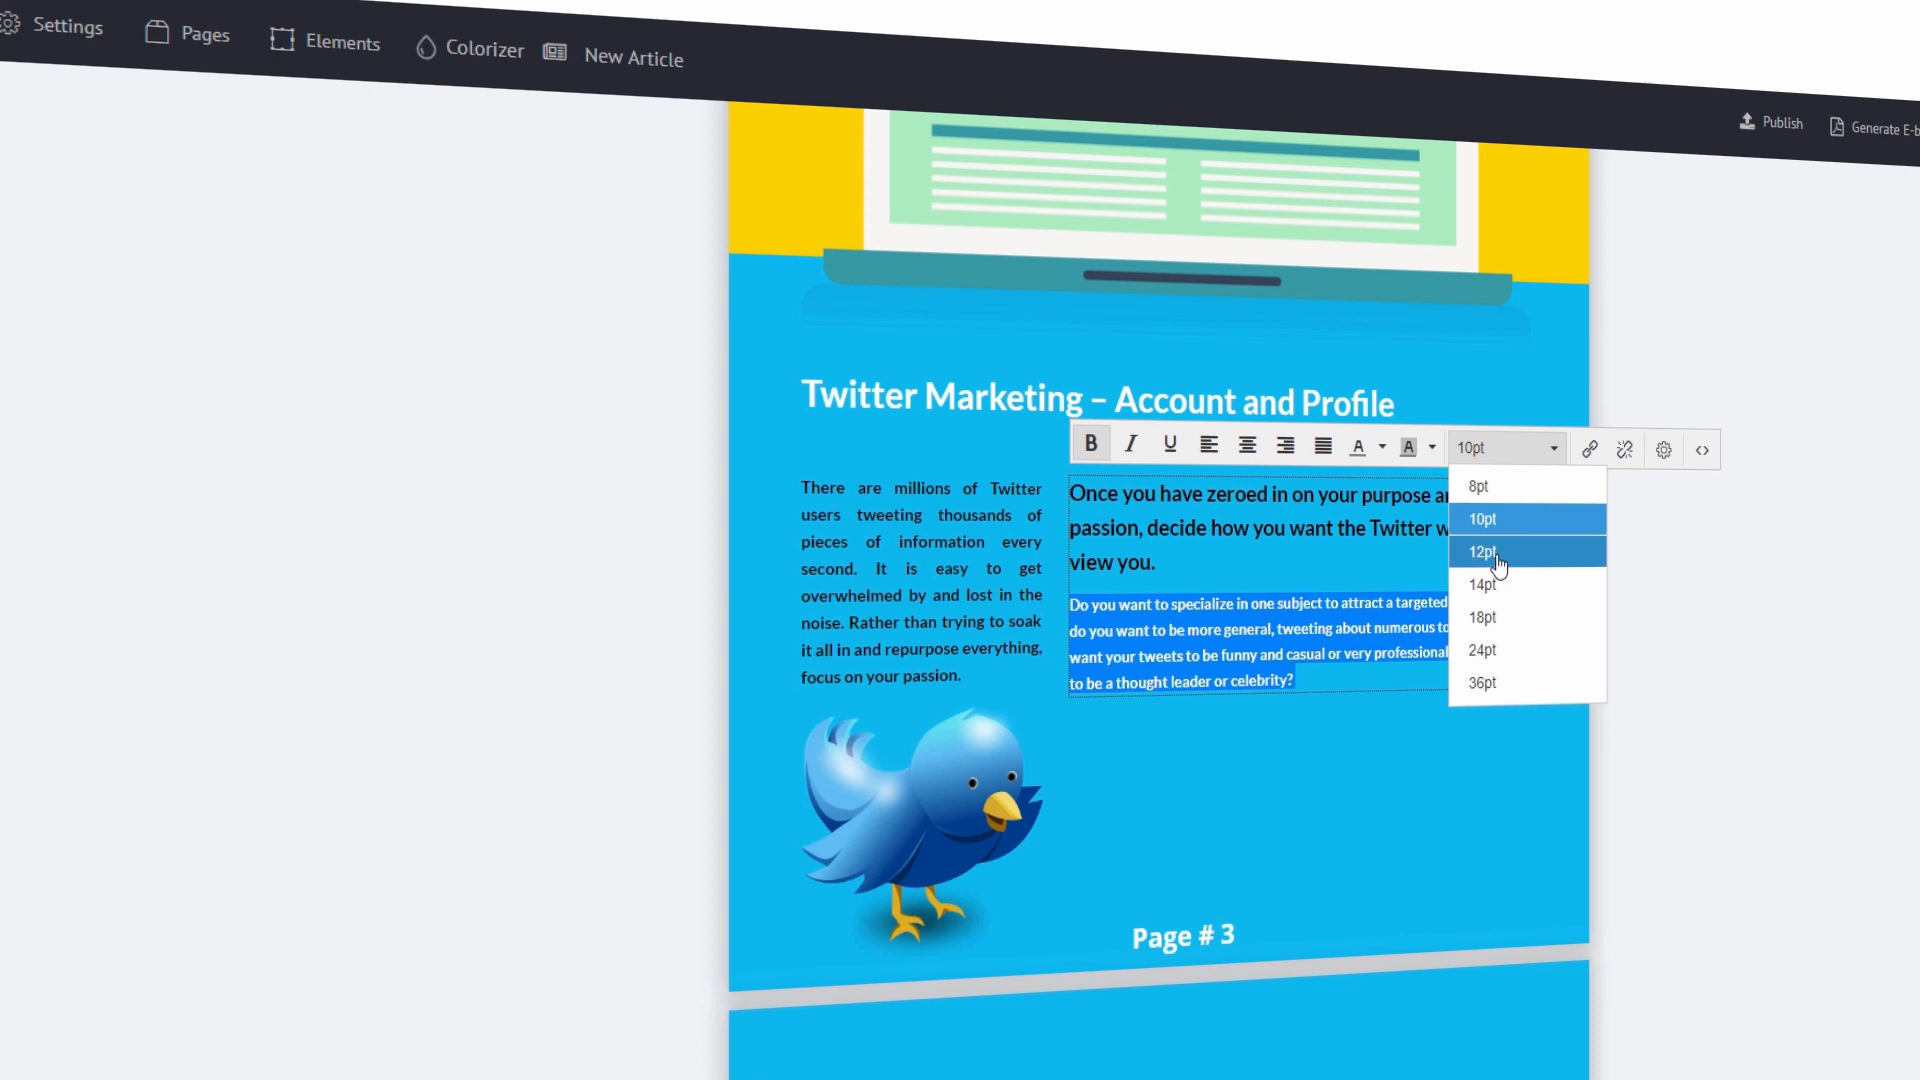 Settings
Pages
Elements
Colorizer
New Article
Publish
Generate E-b
Twitter Marketing – Account and Profile
B I U A A 10pt
8pt
10pt
12pt
14pt
18pt
24pt
36pt
There are millions of Twitter
users tweeting thousands of
pieces of information every
second. It is easy to get
overwhelmed by and lost in the
noise. Rather than trying to soak
it all in and repurpose everything,
focus on your passion.
Once you have zeroed in on your purpose a
passion, decide how you want the Twitter w
view you.
Do you want to specialize in one subject to attract a targeted
do you want to be more general, tweeting about numerous to
want your tweets to be funny and casual or very professional
to be a thought leader or celebrity?
Page # 3